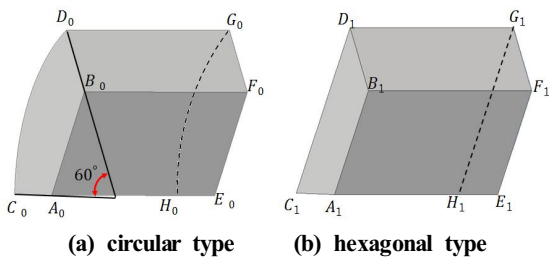 D₀ G₀ D₁ G₁
B₀ F₀ B₁ F₁
60°
C₀ A₀ H₀ E₀ C₁ A₁ H₁ E₁
(a) circular type (b) hexagonal type